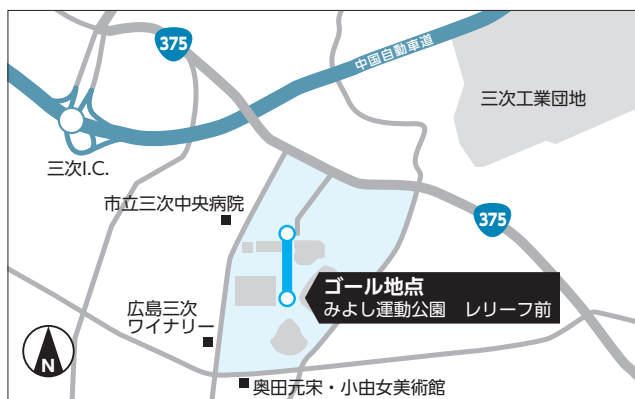 375
中国自動車道
三次工業団地
三次I.C.
市立三次中央病院
375
ゴール地点
みよし運動公園　レリーフ前
広島三次
ワイナリー
N
奥田元宋・小由女美術館